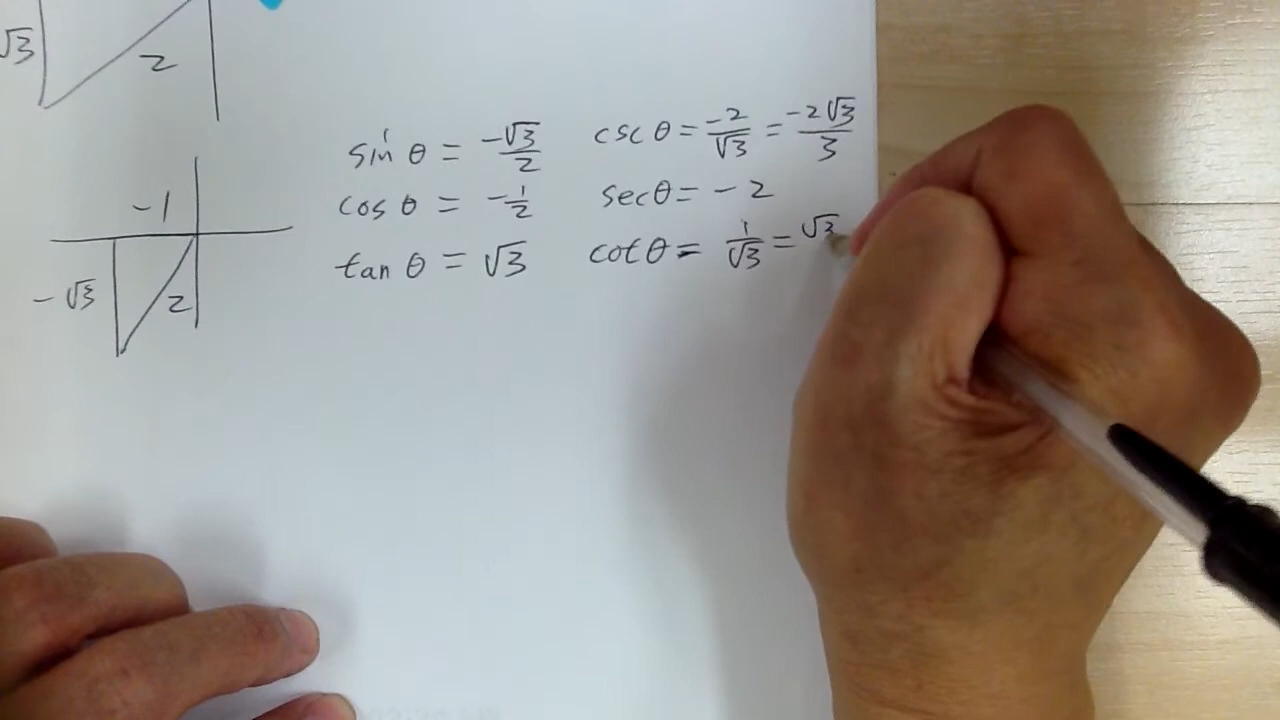 √3
2
sin θ = -√3/2 csc θ = -2/√3 = -2√3/3
-1
cos θ = -1/2 sec θ = -2
tan θ = √3 cot θ = 1/√3 = √3
-√3
2